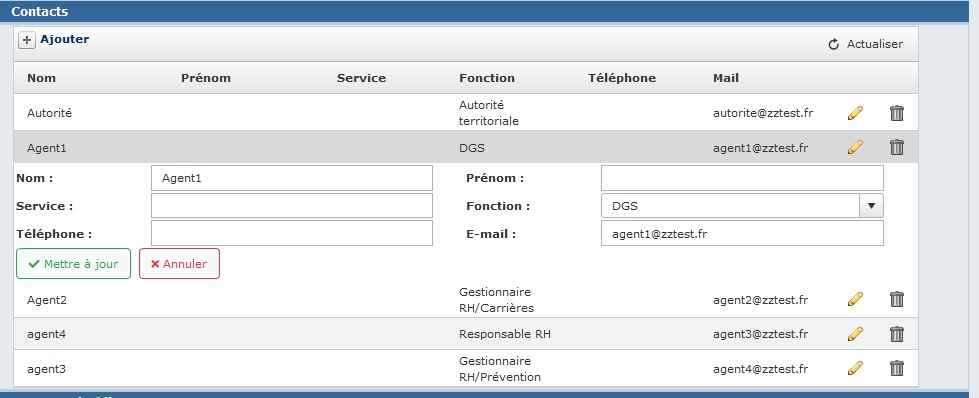 Contacts
Ajouter
Actualiser
Nom Prénom Service Fonction Téléphone Mail
Autorité Autorité territoriale autorite@zztest.fr
Agent1 DGS agent1@zztest.fr
Nom : Agent1 Prénom :
Service : Fonction : DGS
Téléphone : E-mail : agent1@zztest.fr
Mettre à jour Annuler
Agent2 Gestionnaire RH/Carrières agent2@zztest.fr
agent4 Responsable RH agent3@zztest.fr
agent3 Gestionnaire RH/Prévention agent4@zztest.fr